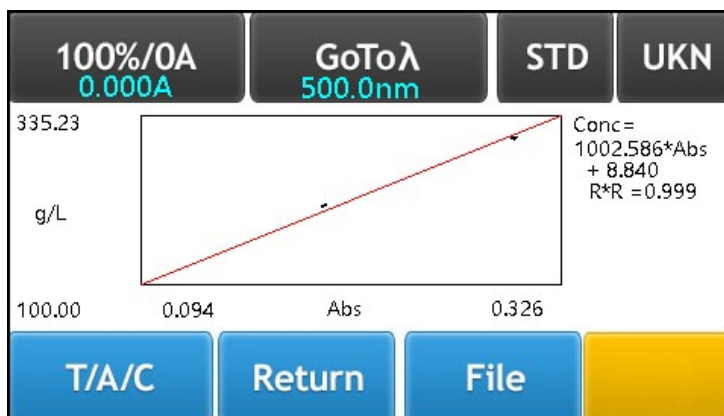 100%/0A
0.000A
GoToλ
500.0nm
STD
UKN
335.23
g/L
100.00
0.094
Abs
0.326
Conc=
1002.586*Abs
+ 8.840
R*R =0.999
T/A/C
Return
File